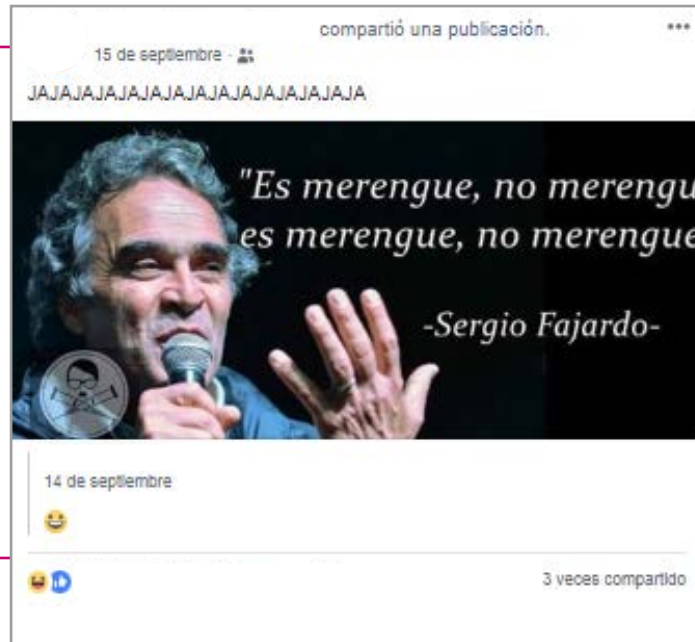 compartió una publicación.
15 de septiembre ·
JAJAJAJAJAJAJAJAJAJAJAJAJAJAJA
"Es merengue, no merengu
es merengue, no merengue
-Sergio Fajardo-
14 de septiembre
3 veces compartido